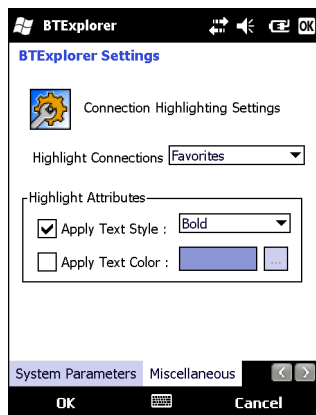 BTExplorer OK
BTExplorer Settings
Connection Highlighting Settings
Highlight Connections Favorites
Highlight Attributes
Apply Text Style : Bold
Apply Text Color : ...
System Parameters Miscellaneous
OK Cancel